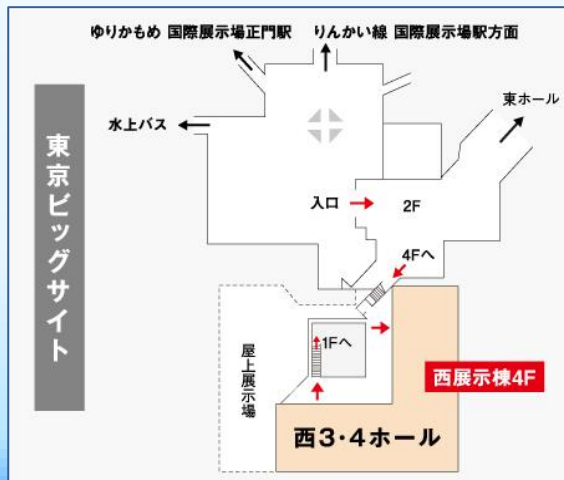 ゆりかもめ 国際展示場正門駅
りんかい線 国際展示場駅方面
東ホール
水上バス
東京ビッグサイト
入口
2F
4Fへ
1Fへ
屋上展示場
西展示棟4F
西3・4ホール